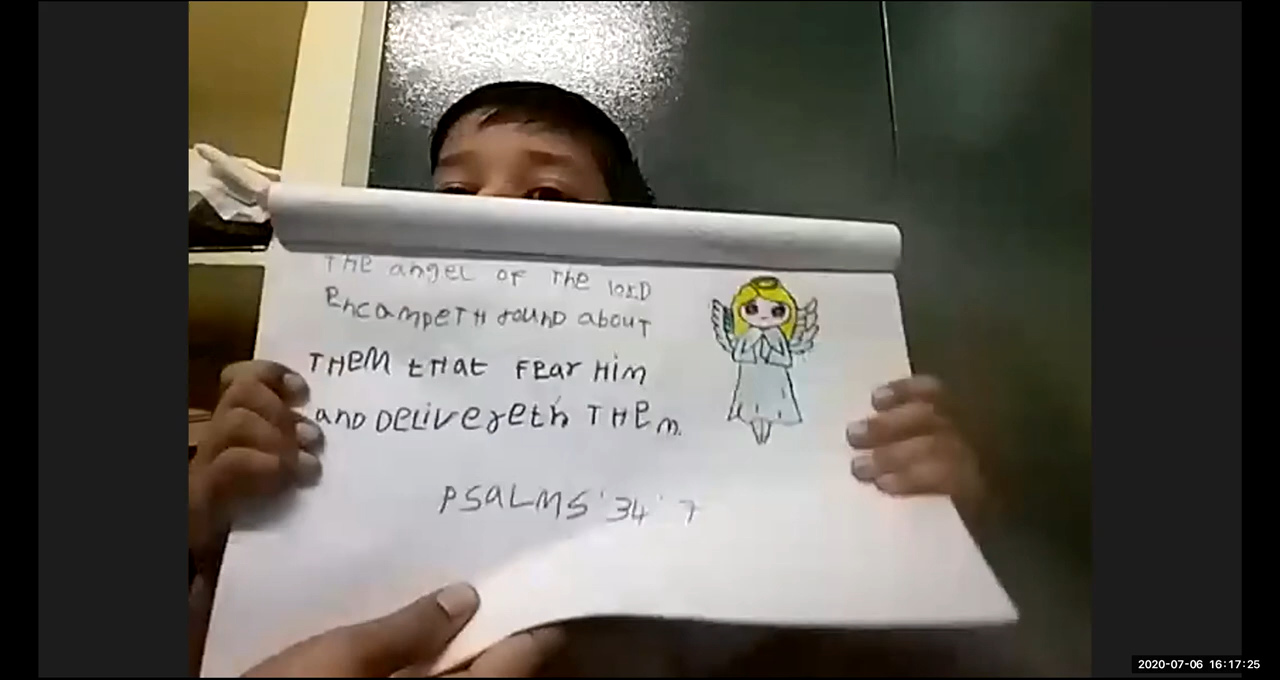 THe angeL oF THe lorD
EncampeTH round abouT
THEM tHat FEar HiM
anD DeLivereth THEm.
PSaLMS '34' 7
2020-07-06 16:17:25